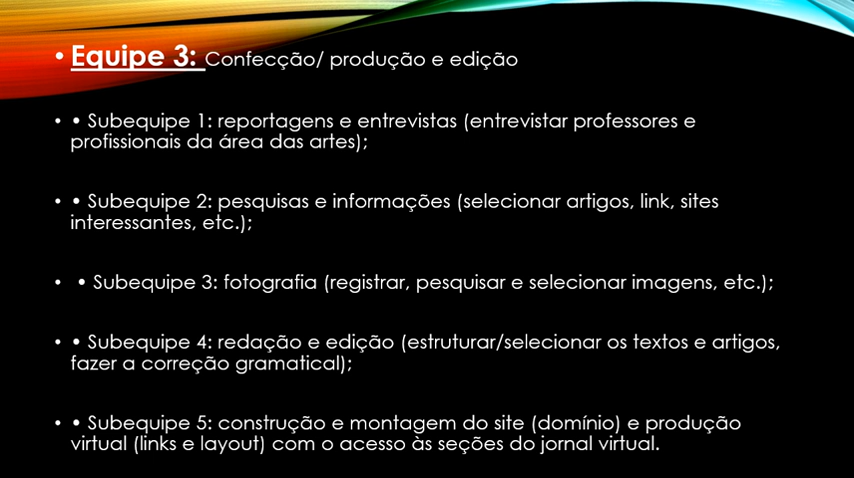 • Equipe 3: Confecção/ produção e edição
• • Subequipe 1: reportagens e entrevistas (entrevistar professores e
profissionais da área das artes);
• • Subequipe 2: pesquisas e informações (selecionar artigos, link, sites
interessantes, etc.);
• • Subequipe 3: fotografia (registrar, pesquisar e selecionar imagens, etc.);
• • Subequipe 4: redação e edição (estruturar/selecionar os textos e artigos,
fazer a correção gramatical);
• • Subequipe 5: construção e montagem do site (domínio) e produção
virtual (links e layout) com o acesso às seções do jornal virtual.